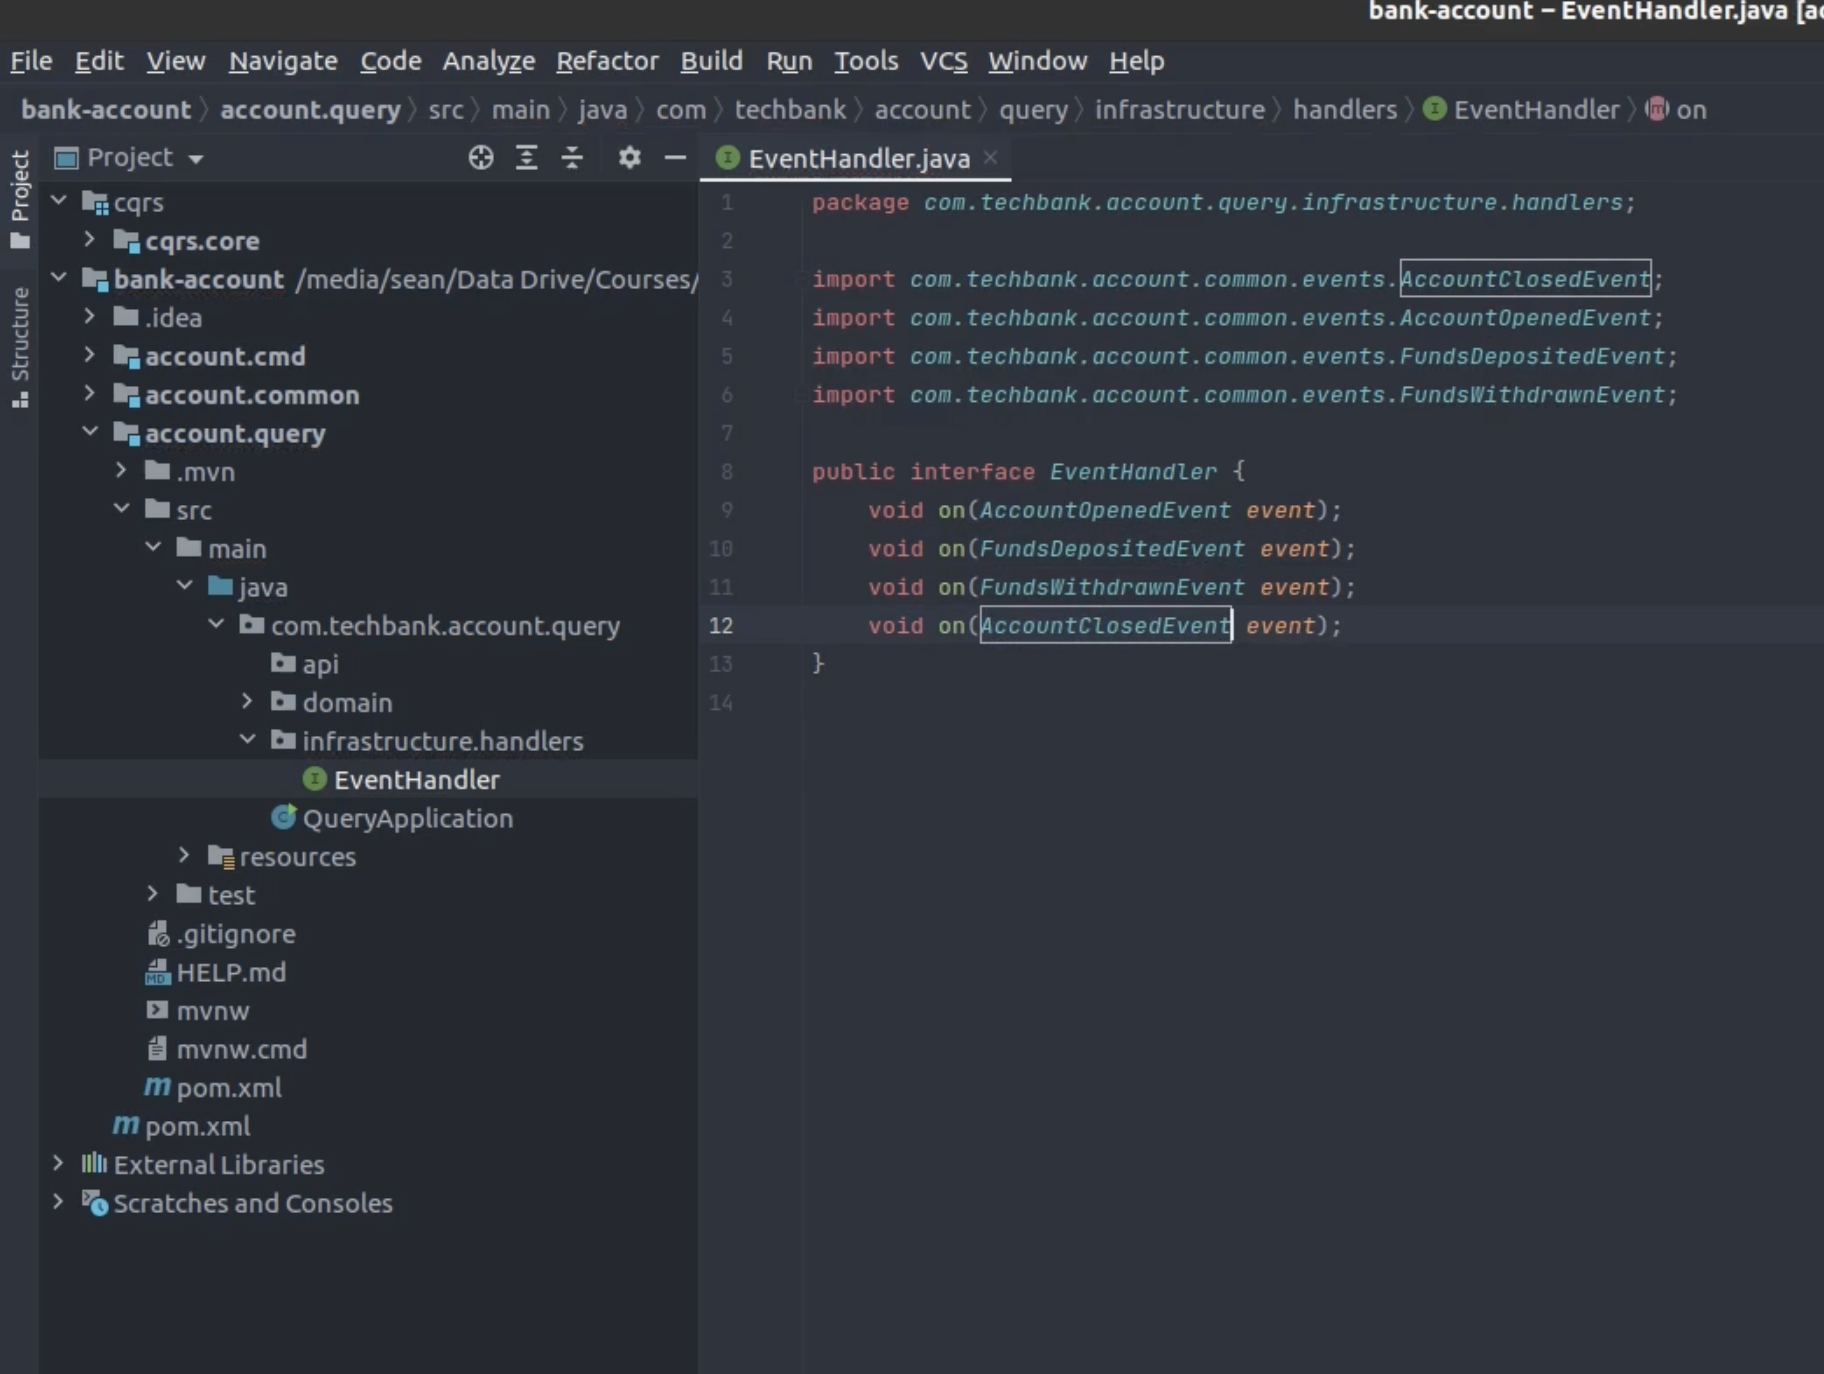 bank-account – EventHandler.java [ac
File Edit View Navigate Code Analyze Refactor Build Run Tools VCS Window Help
bank-account account.query src main java com techbank account query infrastructure handlers EventHandler on
Project
Structure
Project
cqrs
cqrs.core
bank-account /media/sean/Data Drive/Courses/
.idea
account.cmd
account.common
account.query
.mvn
src
main
java
com.techbank.account.query
api
domain
infrastructure.handlers
EventHandler
QueryApplication
resources
test
.gitignore
HELP.md
mvnw
mvnw.cmd
pom.xml
pom.xml
External Libraries
Scratches and Consoles
EventHandler.java
1 package com.techbank.account.query.infrastructure.handlers;
2
3 import com.techbank.account.common.events.AccountClosedEvent;
4 import com.techbank.account.common.events.AccountOpenedEvent;
5 import com.techbank.account.common.events.FundsDepositedEvent;
6 import com.techbank.account.common.events.FundsWithdrawnEvent;
7
8 public interface EventHandler {
9 void on(AccountOpenedEvent event);
10 void on(FundsDepositedEvent event);
11 void on(FundsWithdrawnEvent event);
12 void on(AccountClosedEvent event);
13 }
14